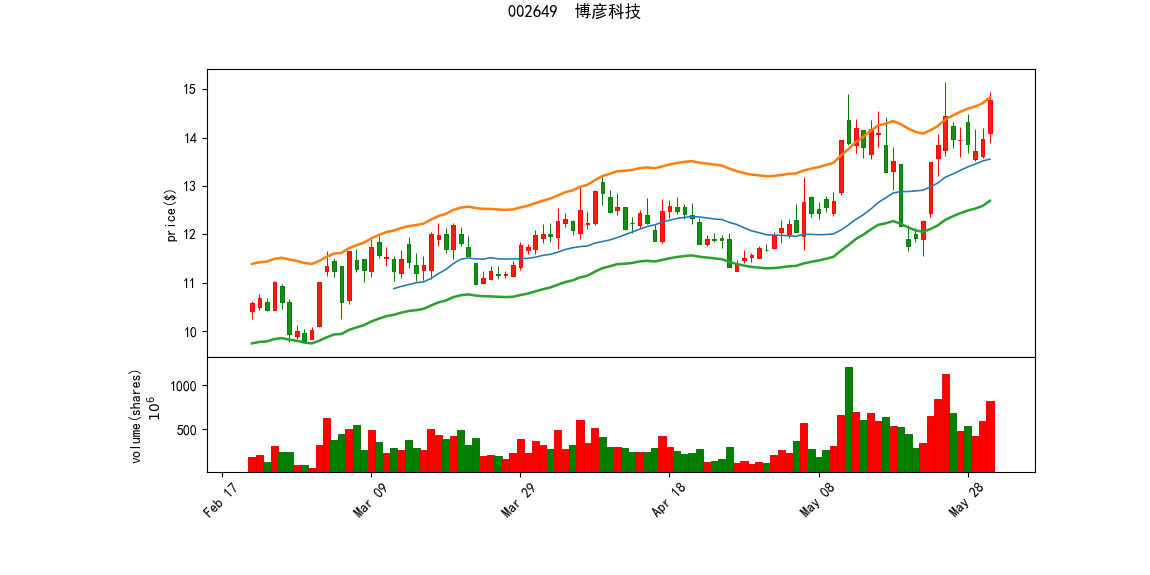 002649  博彦科技
price($)
15
14
13
12
11
10
volume(shares)
10^6
1000
500
Feb 17
Mar 09
Mar 29
Apr 18
May 08
May 28